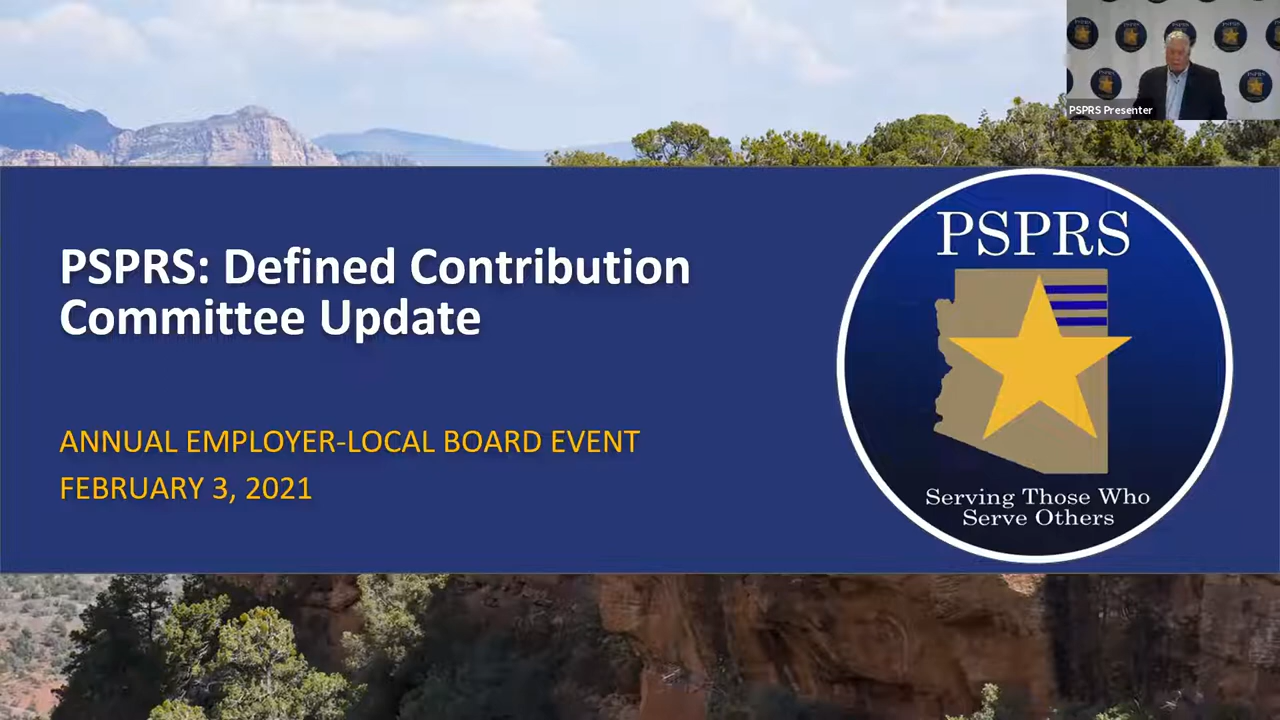 PSPRS Presenter
PSPRS: Defined Contribution
Committee Update
ANNUAL EMPLOYER-LOCAL BOARD EVENT
FEBRUARY 3, 2021
PSPRS
Serving Those Who
Serve Others